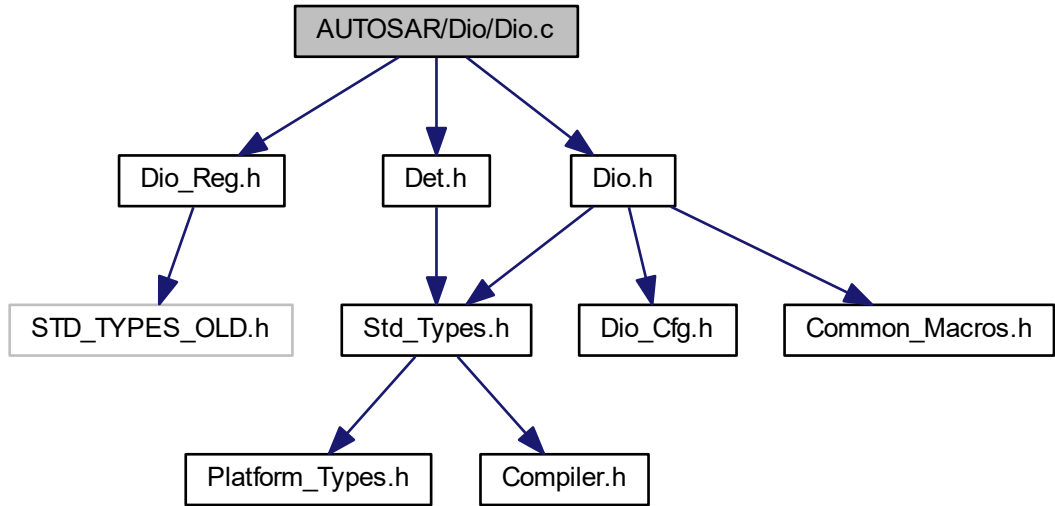 AUTOSAR/Dio/Dio.c
Dio_Reg.h
Det.h
Dio.h
STD_TYPES_OLD.h
Std_Types.h
Dio_Cfg.h
Common_Macros.h
Platform_Types.h
Compiler.h